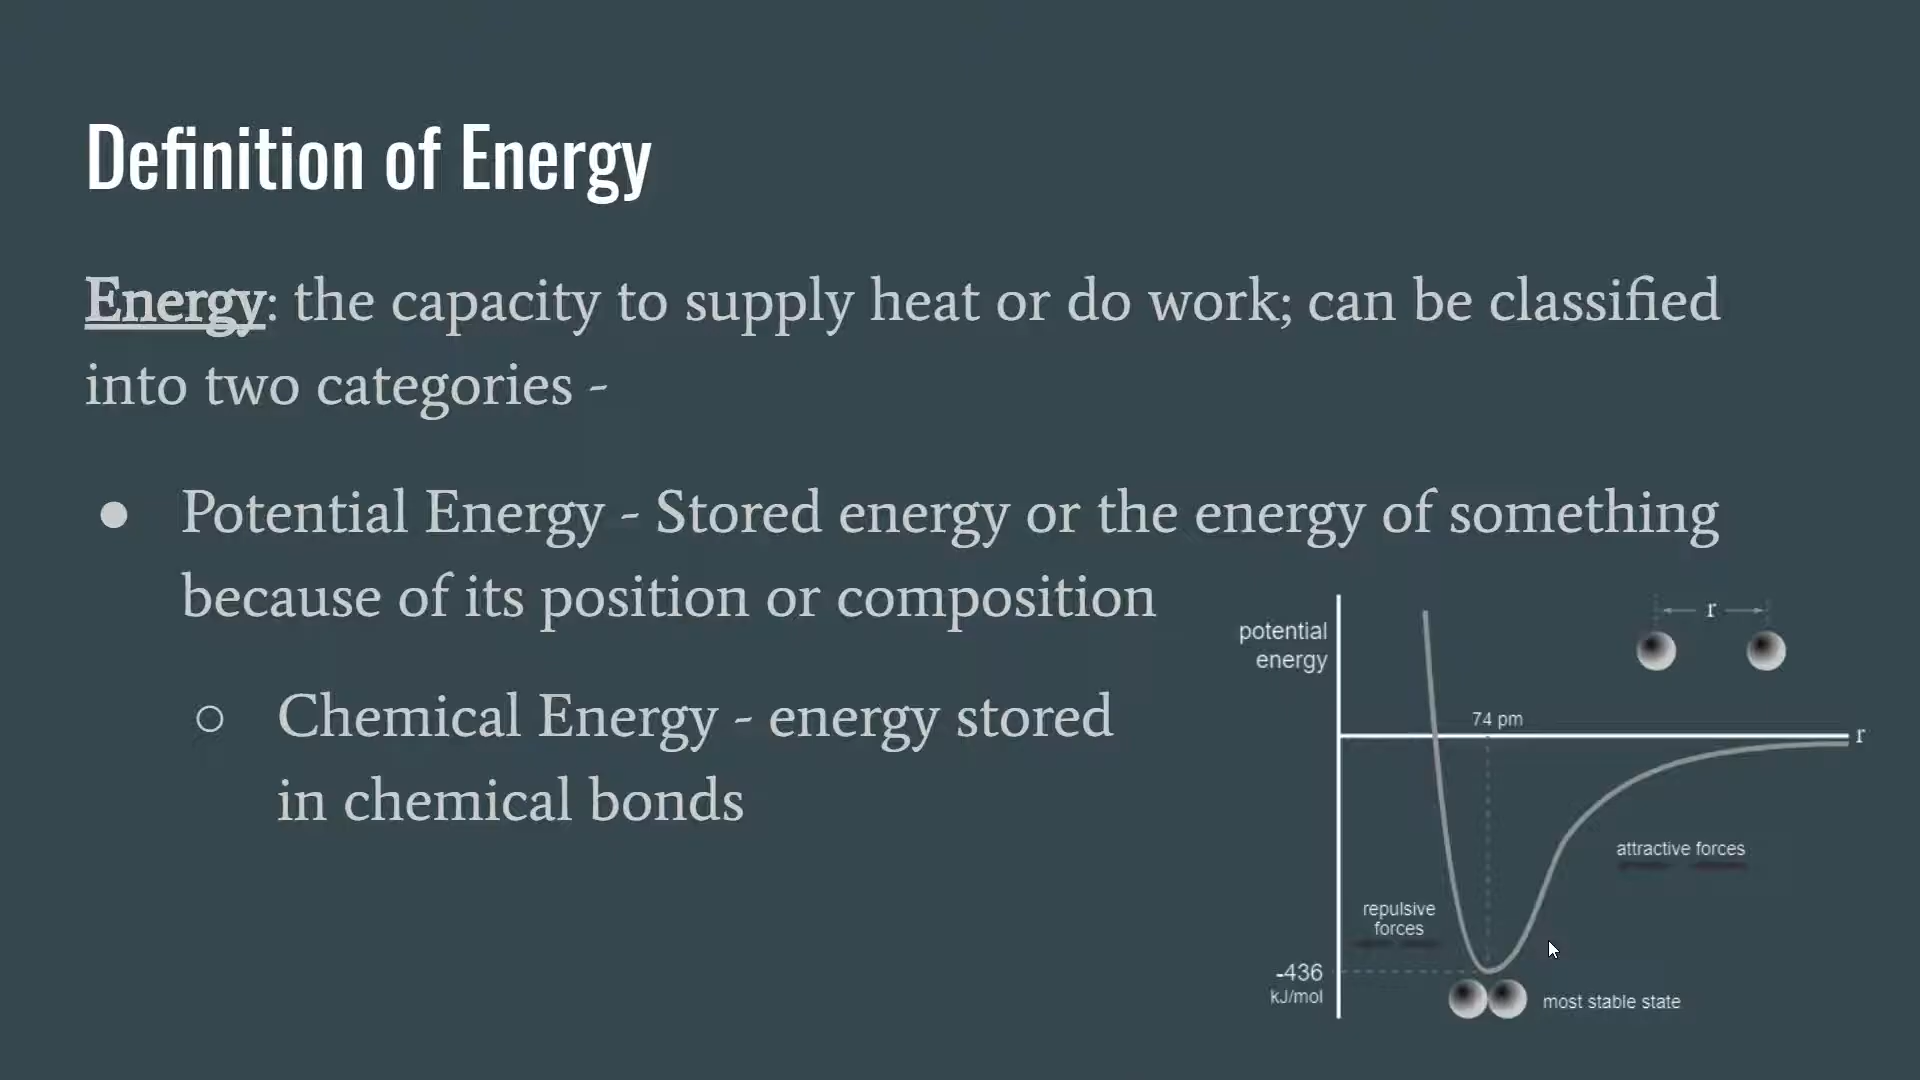 Definition of Energy
Energy: the capacity to supply heat or do work; can be classified
into two categories -
● Potential Energy - Stored energy or the energy of something
because of its position or composition
○ Chemical Energy - energy stored
in chemical bonds
potential
energy
r
74 pm
r
attractive forces
repulsive
forces
-436
kJ/mol
most stable state